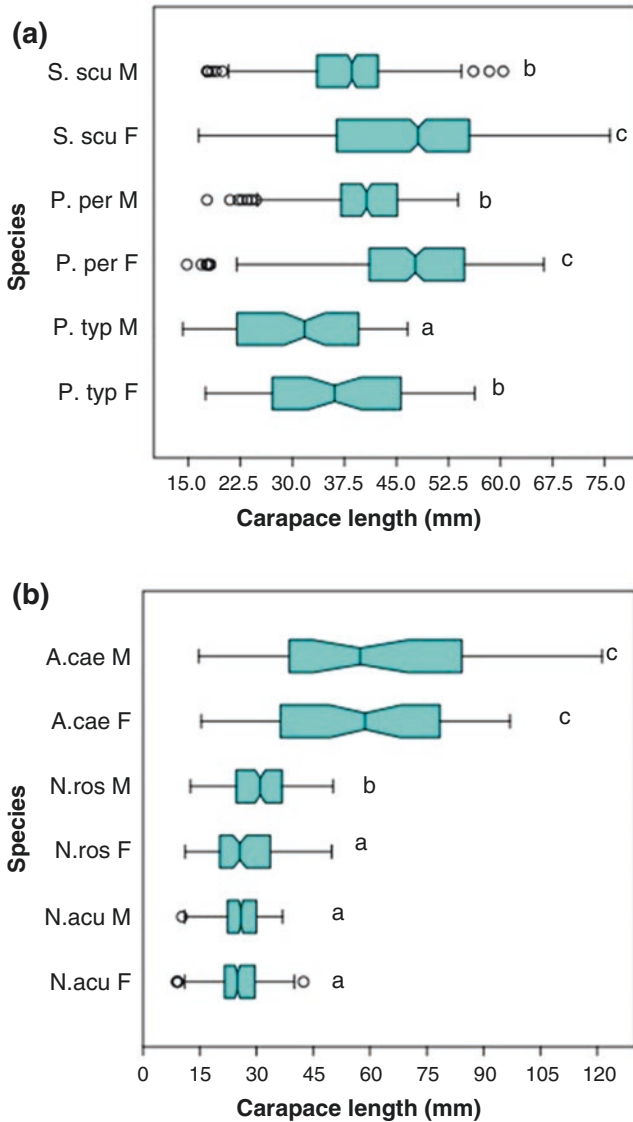 (a)
Species
S. scu M
b
S. scu F
c
P. per M
b
P. per F
c
P. typ M
a
P. typ F
b
15.0 22.5 30.0 37.5 45.0 52.5 60.0 67.5 75.0
Carapace length (mm)
(b)
Species
A.cae M
c
A.cae F
c
N.ros M
b
N.ros F
a
N.acu M
a
N.acu F
a
0 15 30 45 60 75 90 105 120
Carapace length (mm)